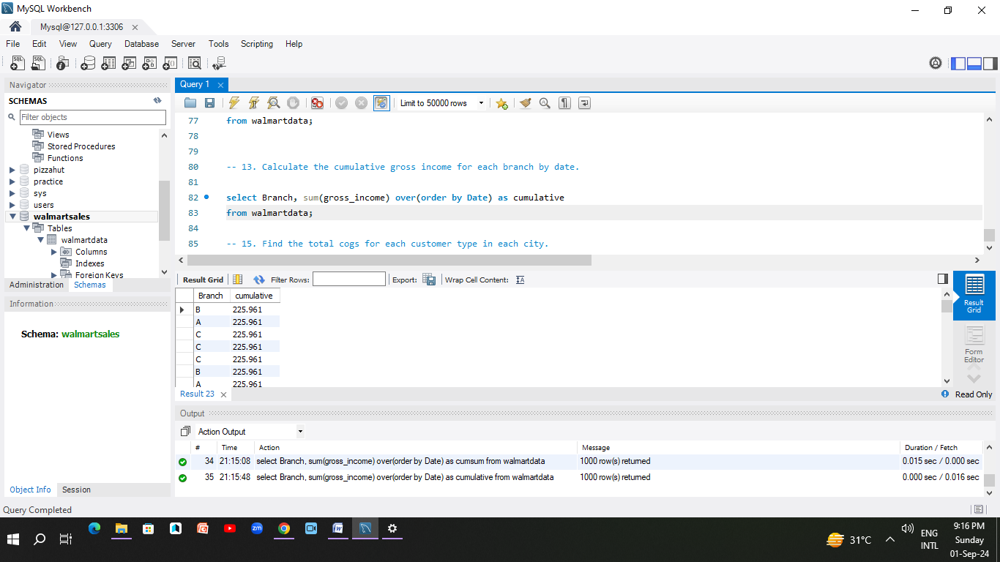 MySQL Workbench
Mysql@127.0.0.1:3306
File Edit View Query Database Server Tools Scripting Help
Navigator
SCHEMAS
Filter objects
Views
Stored Procedures
Functions
pizzahut
practice
sys
users
walmartsales
Tables
walmartdata
Columns
Indexes
Foreign Keys
Administration Schemas
Information
Schema: walmartsales
Object Info Session
Query Completed
Query 1
Limit to 50000 rows
77 from walmartdata;
78
79
80 -- 13. Calculate the cumulative gross income for each branch by date.
81
82 select Branch, sum(gross_income) over(order by Date) as cumulative
83 from walmartdata;
84
85 -- 15. Find the total cogs for each customer type in each city.
Result Grid Filter Rows: Export: Wrap Cell Content:
Branch cumulative
B 225.961
A 225.961
C 225.961
C 225.961
C 225.961
B 225.961
A 225.961
Result Grid
Form Editor
Result 23
Read Only
Output
Action Output
# Time Action Message Duration / Fetch
34 21:15:08 select Branch, sum(gross_income) over(order by Date) as cumsum from walmartdata 1000 row(s) returned 0.015 sec / 0.000 sec
35 21:15:48 select Branch, sum(gross_income) over(order by Date) as cumulative from walmartdata 1000 row(s) returned 0.000 sec / 0.016 sec
zm
31°C
ENG
INTL
9:16 PM
Sunday
01-Sep-24